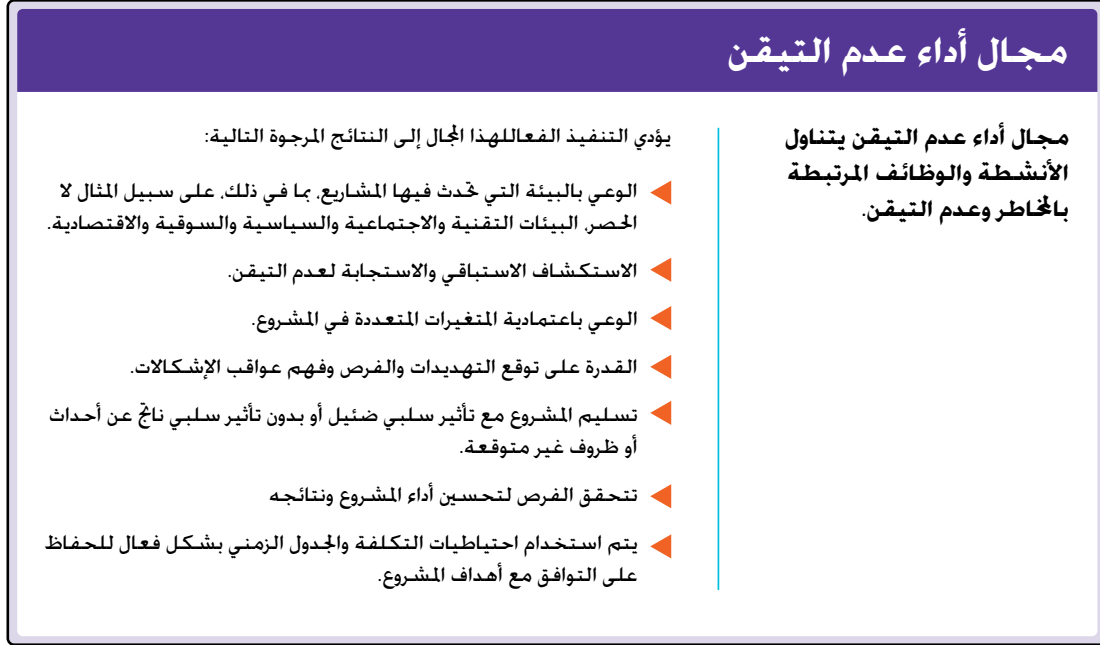 مجال أداء عدم التيقن
مجال أداء عدم التيقن يتناول
الأنشطة والوظائف المرتبطة
بالمخاطر وعدم التيقن.
يؤدي التنفيذ الفعاللهذا المجال إلى النتائج المرجوة التالية:
الوعي بالبيئة التي تحدث فيها المشاريع، بما في ذلك، على سبيل المثال لا
الحصر، البيئات التقنية والاجتماعية والسياسية والسوقية والاقتصادية.
الاستكشاف الاستباقي والاستجابة لعدم التيقن.
الوعي باعتمادية المتغيرات المتعددة في المشروع.
القدرة على توقع التهديدات والفرص وفهم عواقب الإشكالات.
تسليم المشروع مع تأثير سلبي ضئيل أو بدون تأثير سلبي ناتج عن أحداث
أو ظروف غير متوقعة.
تتحقق الفرص لتحسين أداء المشروع ونتائجه
يتم استخدام احتياطيات التكلفة والجدول الزمني بشكل فعال للحفاظ
على التوافق مع أهداف المشروع.